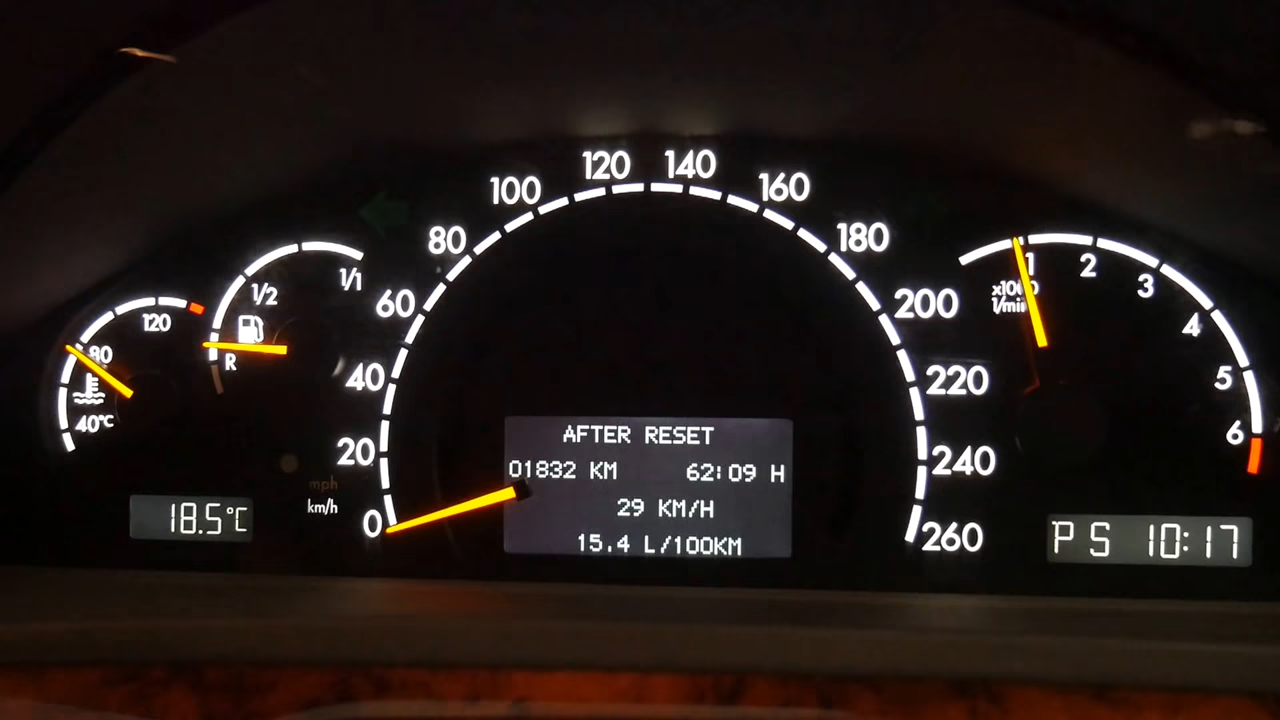 120 140
100 160
80 180
1/2 1/1
1 2 3 4 5 6
x1000
1/min
60 200
120
80
R
40 220
40°C
20 240
mph
km/h
0 260
AFTER RESET
01832 KM 62:09 H
29 KM/H
15.4 L/100KM
18.5°C
P S 10:17